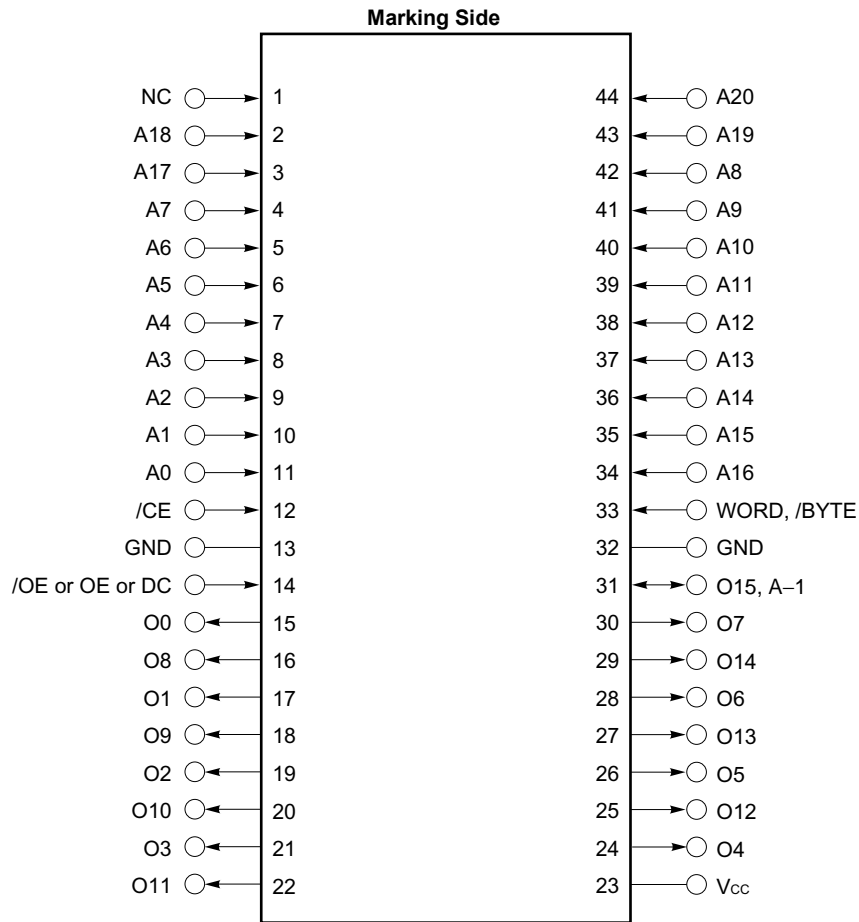 Marking Side
NC 1 44 A20
A18 2 43 A19
A17 3 42 A8
A7 4 41 A9
A6 5 40 A10
A5 6 39 A11
A4 7 38 A12
A3 8 37 A13
A2 9 36 A14
A1 10 35 A15
A0 11 34 A16
/CE 12 33 WORD, /BYTE
GND 13 32 GND
/OE or OE or DC 14 31 O15, A−1
O0 15 30 O7
O8 16 29 O14
O1 17 28 O6
O9 18 27 O13
O2 19 26 O5
O10 20 25 O12
O3 21 24 O4
O11 22 23 Vcc